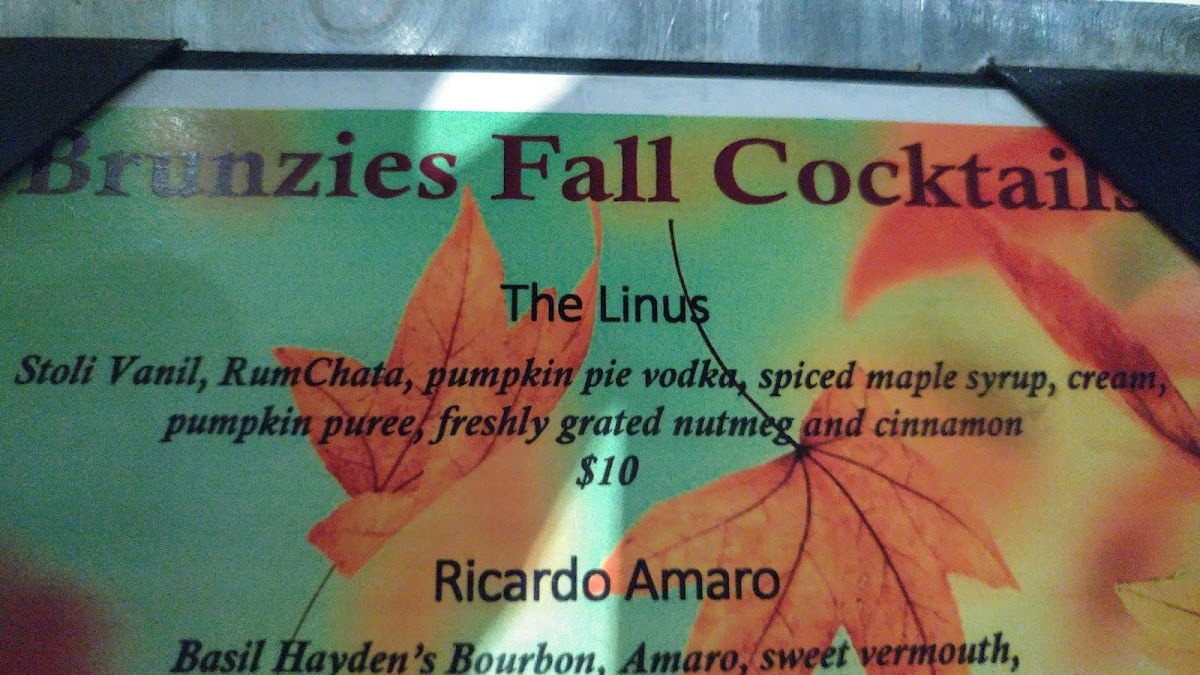 Brunzies Fall Cocktails
The Linus
Stoli Vanil, RumChata, pumpkin pie vodka, spiced maple syrup, cream,
pumpkin puree, freshly grated nutmeg and cinnamon
$10
Ricardo Amaro
Basil Hayden's Bourbon, Amaro, sweet vermouth,